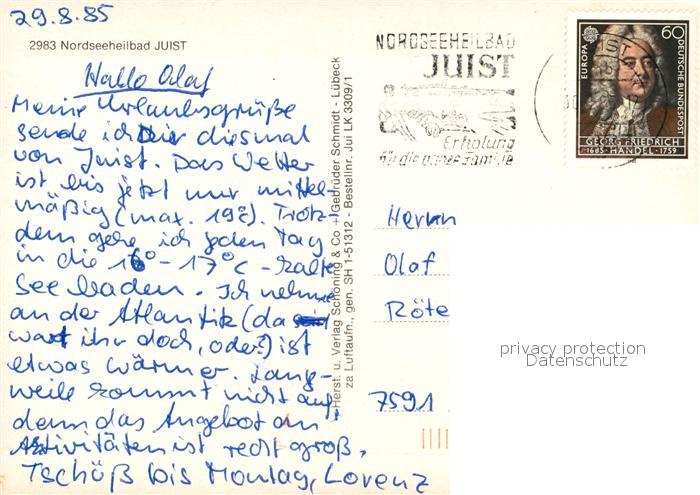 29.8.85
2983 Nordseeheilbad JUIST
Hallo Olaf
Meine Urlaubsgrüße
sende ich Dir diesmal
von Juist. Das Wetter
ist bis jetzt nur mittel-
mäßig (max. 19°C). Trotz-
dem gehe ich jeden Tag
in die 16°-17°C - kalte
See baden. Ich nehme
an der Atlantik (da
wart ihr doch, oder?) ist
etwas wärmer. Lang-
weile kommt nicht auf,
denn das Angebot an
Aktivitäten ist recht groß.
Tschüß bis Montag, Lorenz
Herst. u. Verlag Schöning & Co + Gebrüder Schmidt - Lübeck
za Luftaufn., gen. SH 1-51312 - Bestellnr. Jui LK 3309/1
NORDSEEHEILBAD
JUIST
Erholung
für die ganze Familie
JUIST
EUROPA
60
DEUTSCHE BUNDESPOST
GEORG FRIEDRICH
1685 · HÄNDEL · 1759
Herrn
Olaf
Röte
7591
privacy protection
Datenschutz